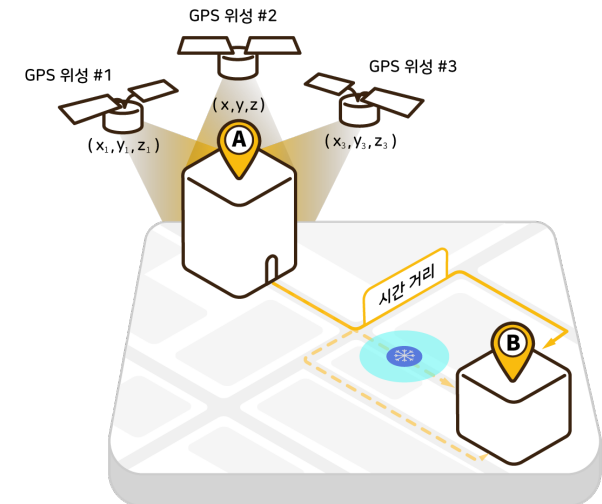 GPS 위성 #2
GPS 위성 #1
GPS 위성 #3
(x,y,z)
(x₁,y₁,z₁)
(x₃,y₃,z₃)
A
시간 거리
B